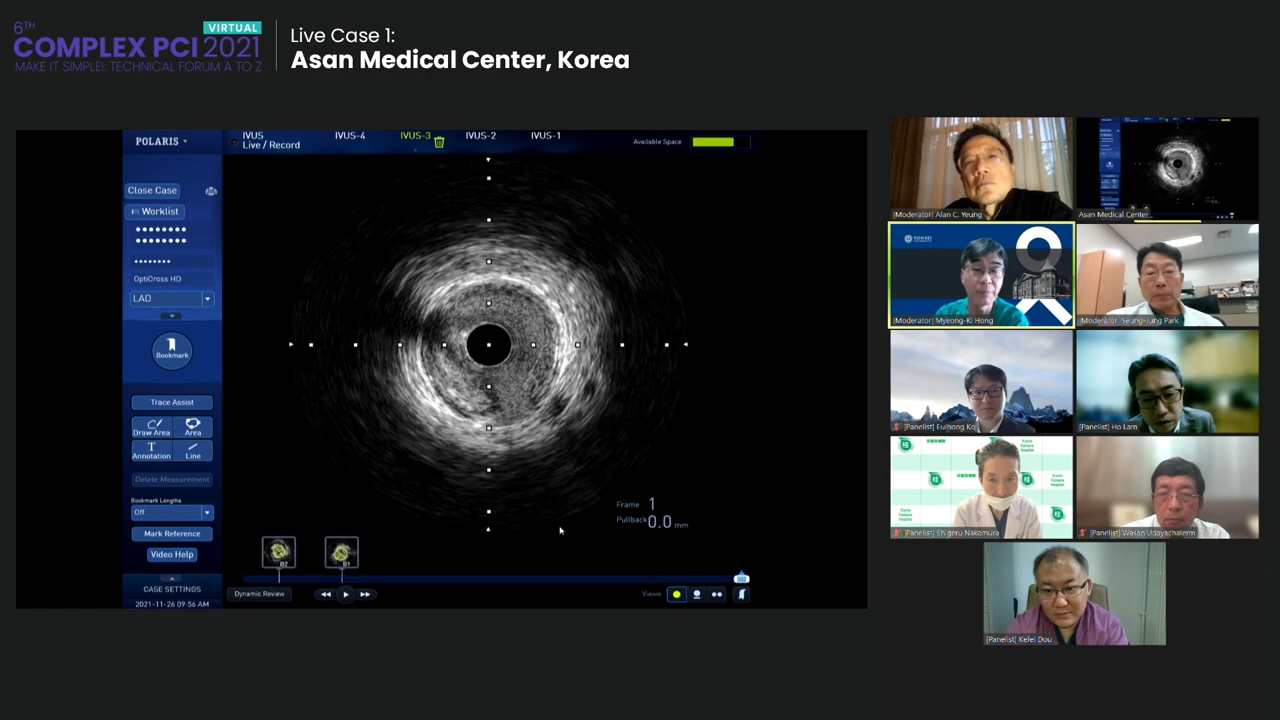 6TH
VIRTUAL
COMPLEX PCI 2021
MAKE IT SIMPLE!: TECHNICAL FORUM A TO Z
Live Case 1:
Asan Medical Center, Korea
POLARIS
IVUS
Live / Record
IVUS-4
IVUS-3
IVUS-2
IVUS-1
Available Space
Close Case
Worklist
OptiCross HD
LAD
Bookmark
Trace Assist
Draw Area
Area
Annotation
Line
Delete Measurement
Bookmark Lengths
Off
Mark Reference
Video Help
CASE SETTINGS
2021-11-26 09:56 AM
Frame 1
Pullback 0.0 mm
B2
B1
Dynamic Review
Views
[Moderator] Alan C. Yeung
Asan Medical Center
YONSEI
[Moderator] Myeong-Ki Hong
[Moderator] Seung-Jung Park
[Panelist] Euihong Ko
[Panelist] Ho Lam
[Panelist] Shigeru Nakamura
[Panelist] Wasan Udayachalerm
[Panelist] Kefei Dou